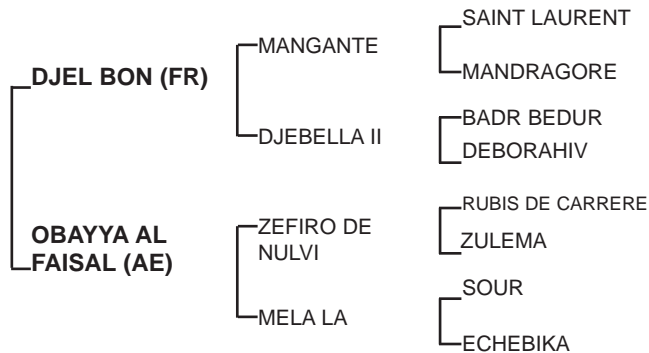 SAINT LAURENT
MANGANTE
MANDRAGORE
DJEL BON (FR)
BADR BEDUR
DJEBELLA II
DEBORAHIV
RUBIS DE CARRERE
ZEFIRO DE
NULVI
ZULEMA
OBAYYA AL
FAISAL (AE)
SOUR
MELA LA
ECHEBIKA